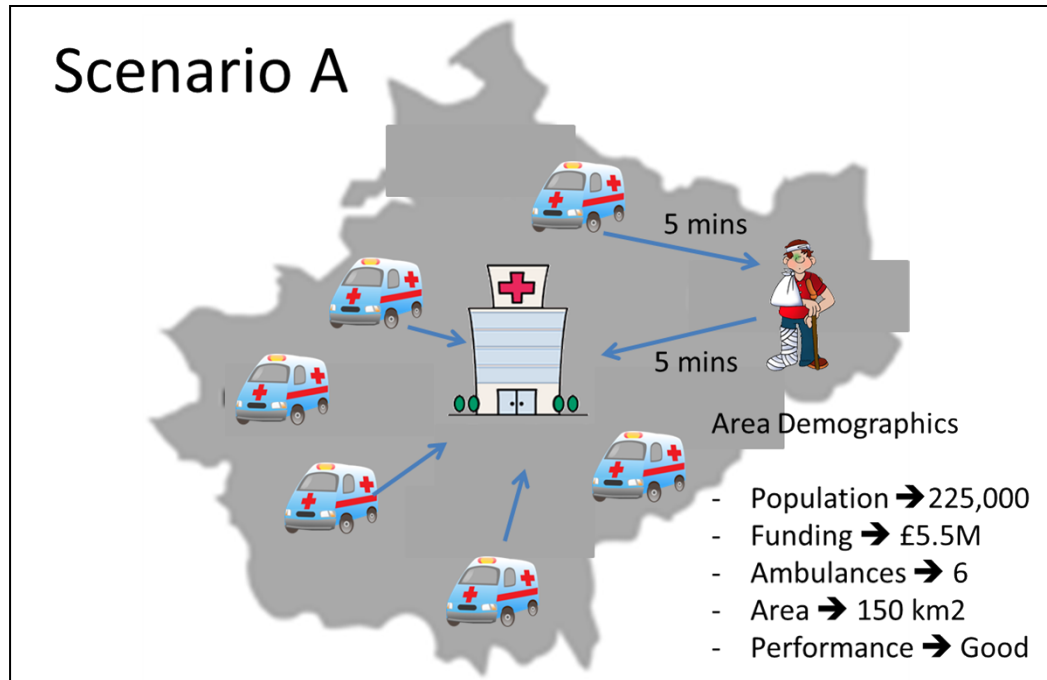 Scenario A
5 mins
5 mins
Area Demographics
- Population ➔225,000
- Funding ➔ £5.5M
- Ambulances ➔ 6
- Area ➔ 150 km2
- Performance ➔ Good